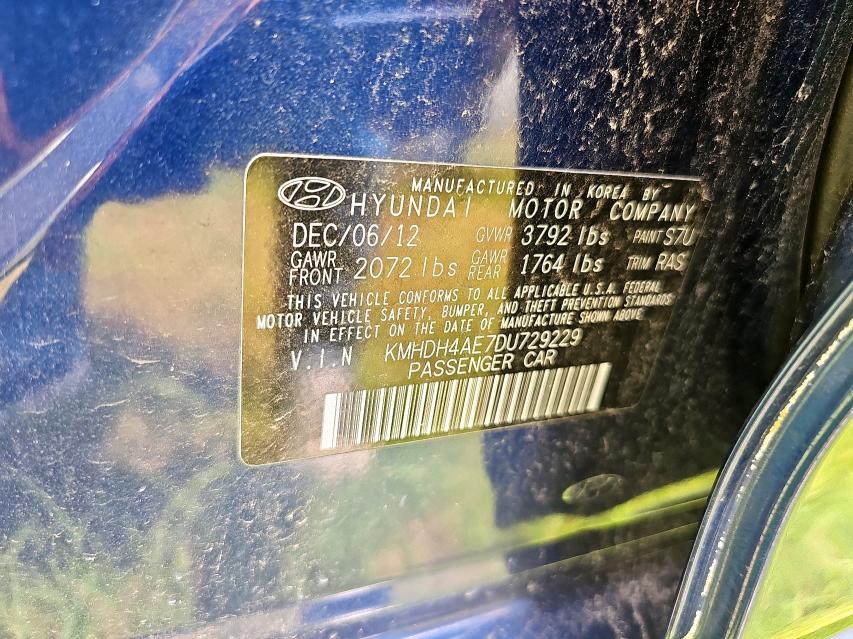 MANUFACTURED IN KOREA BY
HYUNDAI MOTOR COMPANY
DEC/06/12 GVWR 3792 lbs PAINT S7U
GAWR FRONT 2072 lbs GAWR REAR 1764 lbs TRIM RAS
THIS VEHICLE CONFORMS TO ALL APPLICABLE U.S.A. FEDERAL
MOTOR VEHICLE SAFETY, BUMPER, AND THEFT PREVENTION STANDARDS
IN EFFECT ON THE DATE OF MANUFACTURE SHOWN ABOVE
V.I.N KMHDH4AE7DU729229
PASSENGER CAR